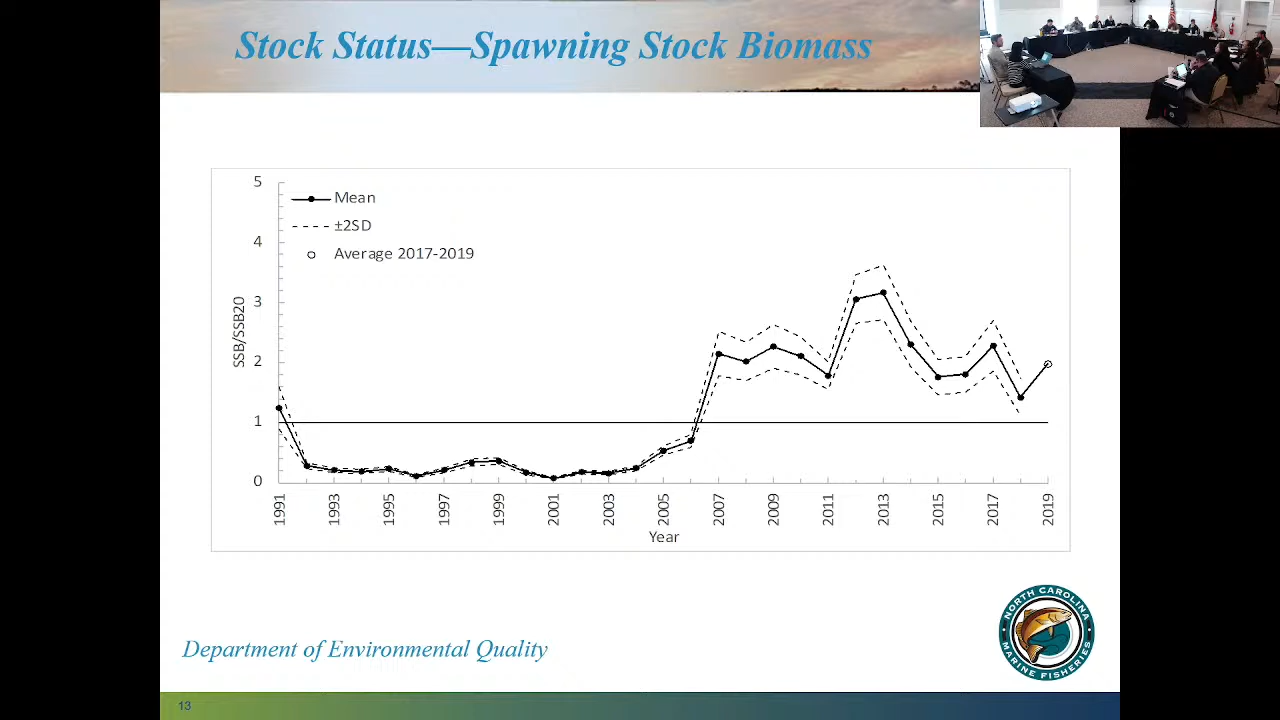 Stock Status—Spawning Stock Biomass
5
4
3
2
1
0
SSB/SSB20
Mean
±2SD
Average 2017-2019
1991
1993
1995
1997
1999
2001
2003
2005
2007
2009
2011
2013
2015
2017
2019
Year
Department of Environmental Quality
NORTH CAROLINA
MARINE FISHERIES
13